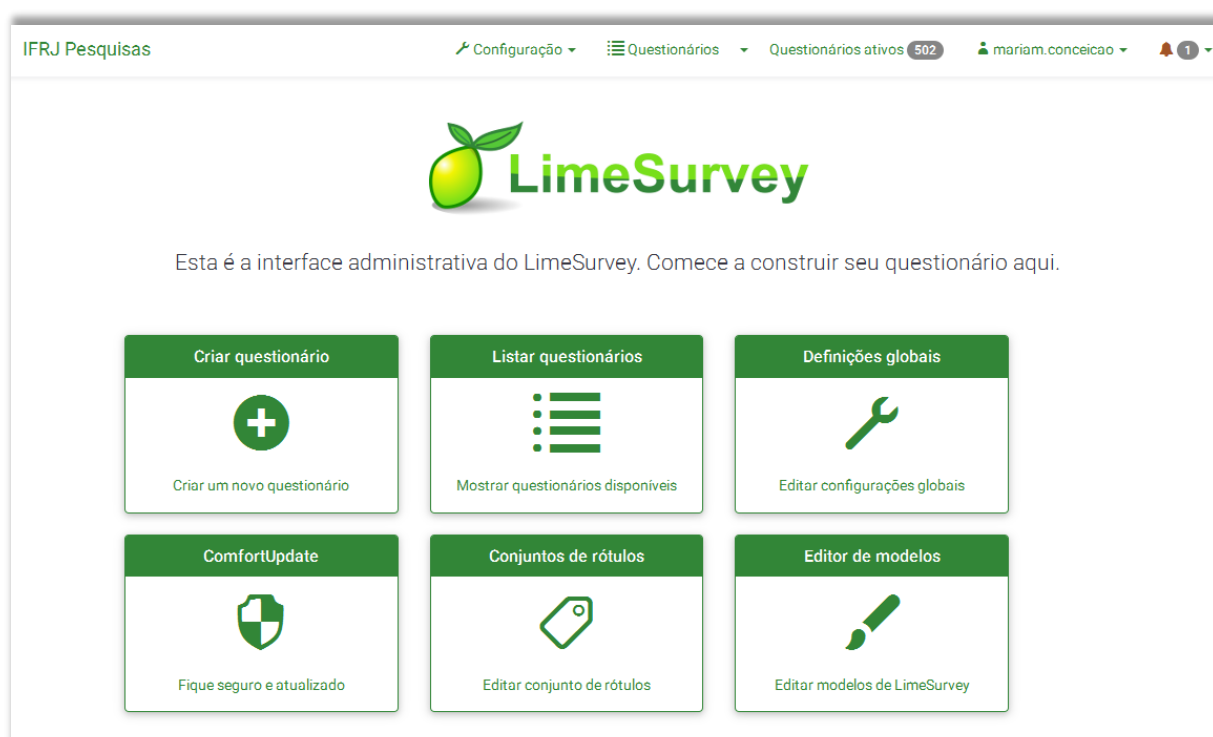 IFRJ Pesquisas Configuração Questionários Questionários ativos 502 mariam.conceicao 1
LimeSurvey
Esta é a interface administrativa do LimeSurvey. Comece a construir seu questionário aqui.
Criar questionário Listar questionários Definições globais
Criar um novo questionário Mostrar questionários disponíveis Editar configurações globais
ComfortUpdate Conjuntos de rótulos Editor de modelos
Fique seguro e atualizado Editar conjunto de rótulos Editar modelos de LimeSurvey